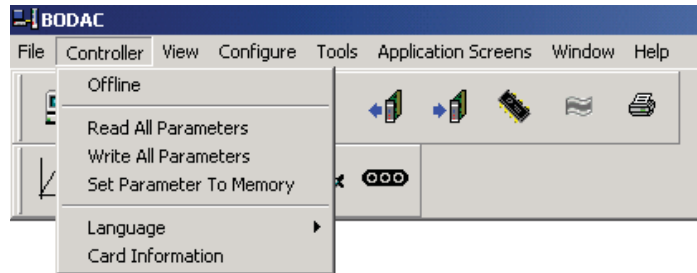 BODAC
File Controller View Configure Tools Application Screens Window Help
Offline
Read All Parameters
Write All Parameters
Set Parameter To Memory
Language
Card Information